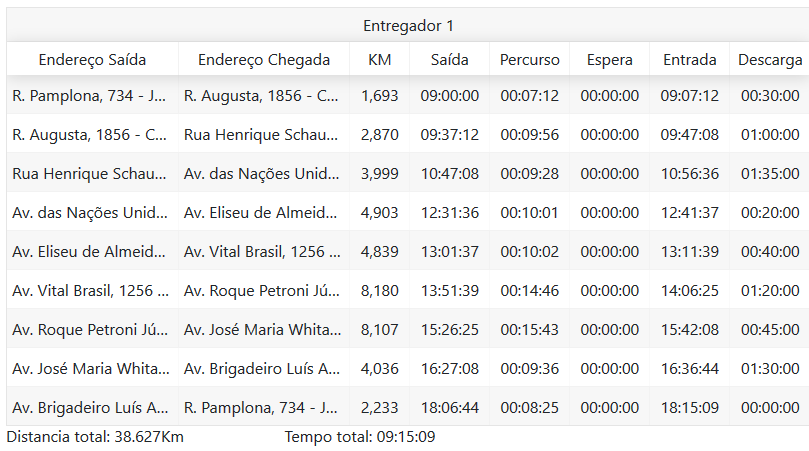 Entregador 1
Endereço Saída Endereço Chegada KM Saída Percurso Espera Entrada Descarga
R. Pamplona, 734 - J... R. Augusta, 1856 - C... 1,693 09:00:00 00:07:12 00:00:00 09:07:12 00:30:00
R. Augusta, 1856 - C... Rua Henrique Schau... 2,870 09:37:12 00:09:56 00:00:00 09:47:08 01:00:00
Rua Henrique Schau... Av. das Nações Unid... 3,999 10:47:08 00:09:28 00:00:00 10:56:36 01:35:00
Av. das Nações Unid... Av. Eliseu de Almeid... 4,903 12:31:36 00:10:01 00:00:00 12:41:37 00:20:00
Av. Eliseu de Almeid... Av. Vital Brasil, 1256 ... 4,839 13:01:37 00:10:02 00:00:00 13:11:39 00:40:00
Av. Vital Brasil, 1256 ... Av. Roque Petroni Jú... 8,180 13:51:39 00:14:46 00:00:00 14:06:25 01:20:00
Av. Roque Petroni Jú... Av. José Maria Whita... 8,107 15:26:25 00:15:43 00:00:00 15:42:08 00:45:00
Av. José Maria Whita... Av. Brigadeiro Luís A... 4,036 16:27:08 00:09:36 00:00:00 16:36:44 01:30:00
Av. Brigadeiro Luís A... R. Pamplona, 734 - J... 2,233 18:06:44 00:08:25 00:00:00 18:15:09 00:00:00
Distancia total: 38.627Km Tempo total: 09:15:09